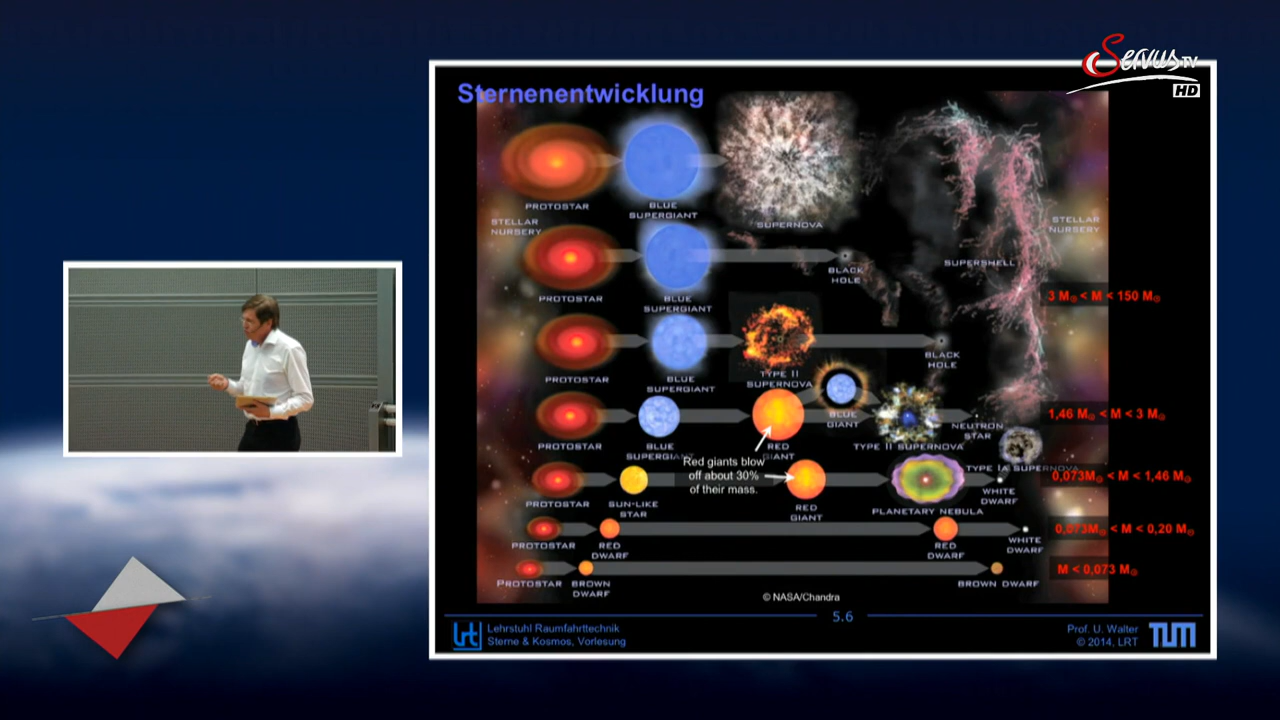 ServusTV
HD
Sternenentwicklung
PROTOSTAR
BLUE
SUPERGIANT
SUPERNOVA
STELLAR
NURSERY
STELLAR
NURSERY
PROTOSTAR
BLUE
SUPERGIANT
BLACK
HOLE
SUPERSHELL
3 M☉ < M < 150 M☉
PROTOSTAR
BLUE
SUPERGIANT
TYPE II
SUPERNOVA
BLACK
HOLE
PROTOSTAR
BLUE
SUPERGIANT
RED
GIANT
BLUE
GIANT
TYPE II SUPERNOVA
NEUTRON
STAR
1,46 M☉ < M < 3 M☉
Red giants blow
off about 30%
of their mass.
TYPE IA SUPERNOVA
PROTOSTAR
SUN-LIKE
STAR
RED
GIANT
PLANETARY NEBULA
WHITE
DWARF
0,073M☉ < M < 1,46 M☉
PROTOSTAR
RED
DWARF
RED
DWARF
WHITE
DWARF
0,073M☉ < M < 0,20 M☉
PROTOSTAR
BROWN
DWARF
BROWN DWARF
M < 0,073 M☉
© NASA/Chandra
5.6
lrt
Lehrstuhl Raumfahrttechnik
Sterne & Kosmos, Vorlesung
Prof. U. Walter
© 2014, LRT
TUM